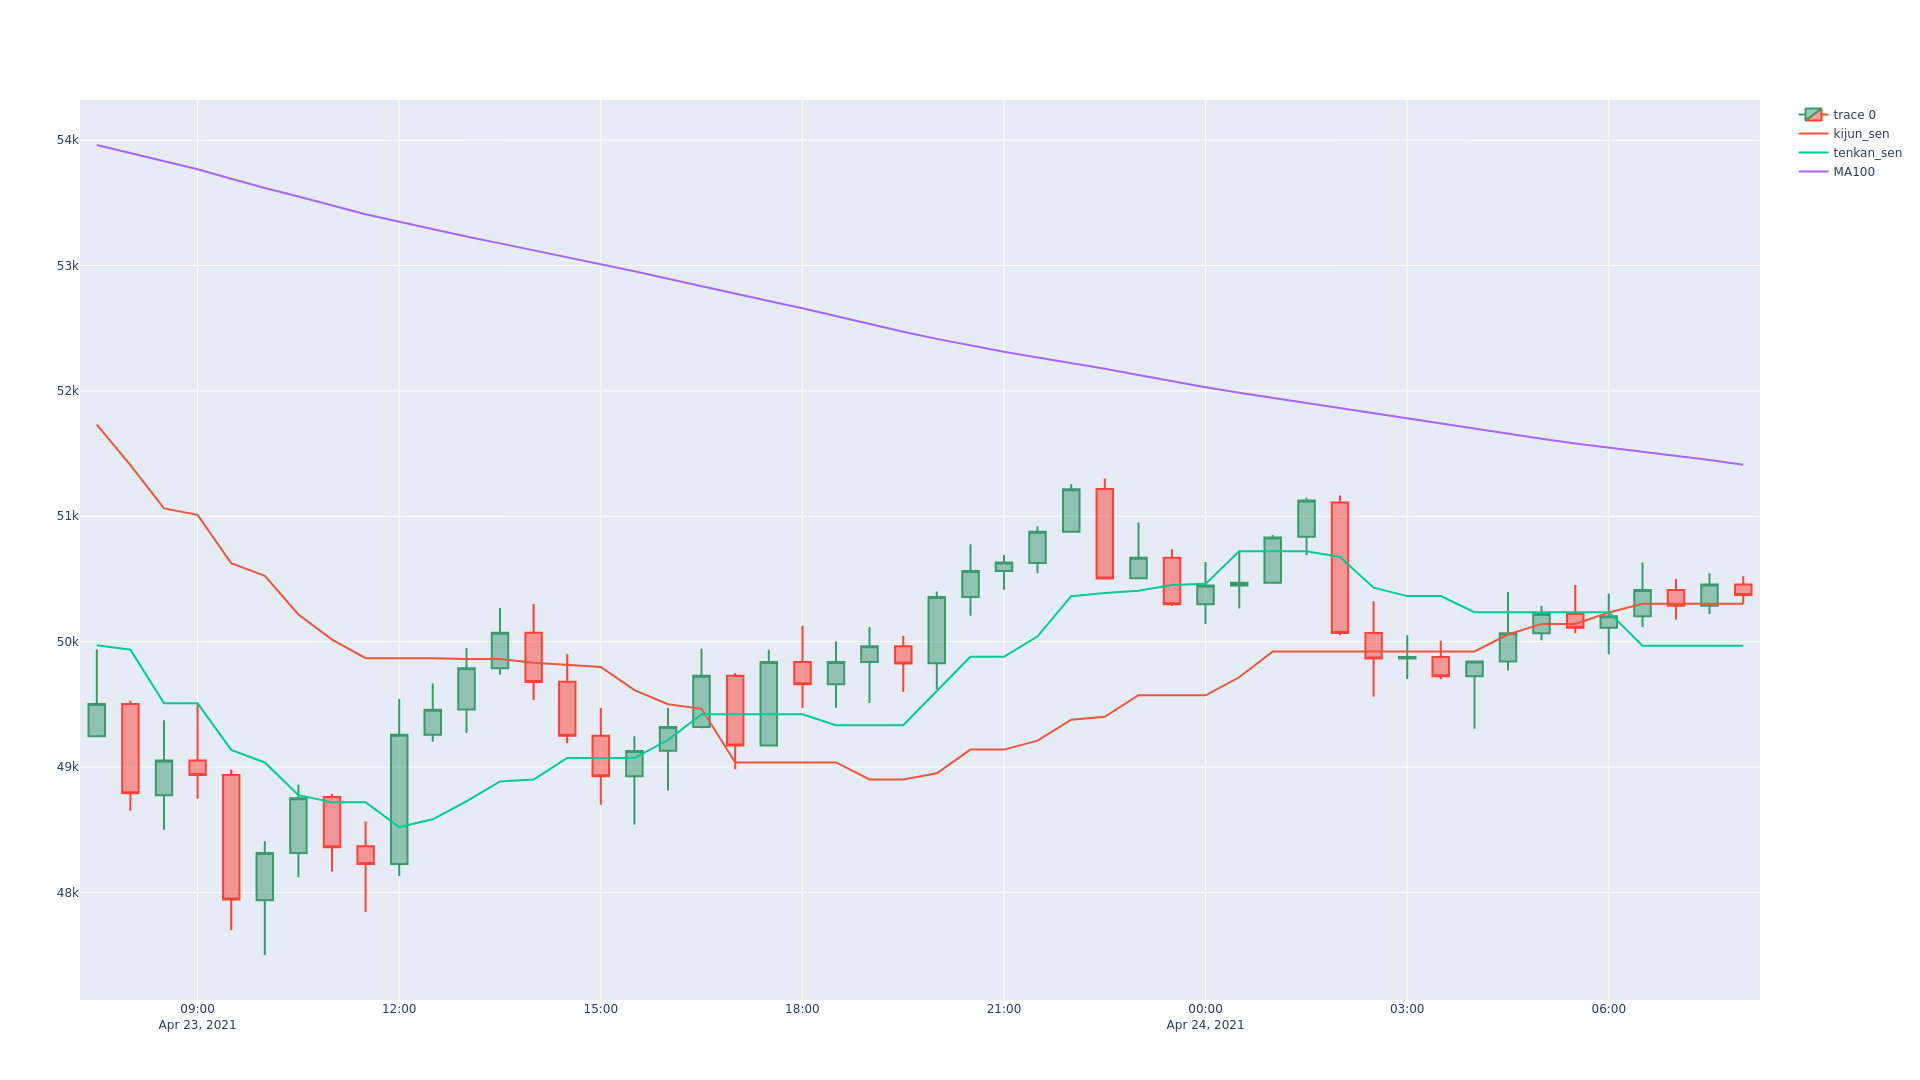 54k
53k
52k
51k
50k
49k
48k
09:00
Apr 23, 2021
12:00
15:00
18:00
21:00
00:00
Apr 24, 2021
03:00
06:00
trace 0
kijun_sen
tenkan_sen
MA100